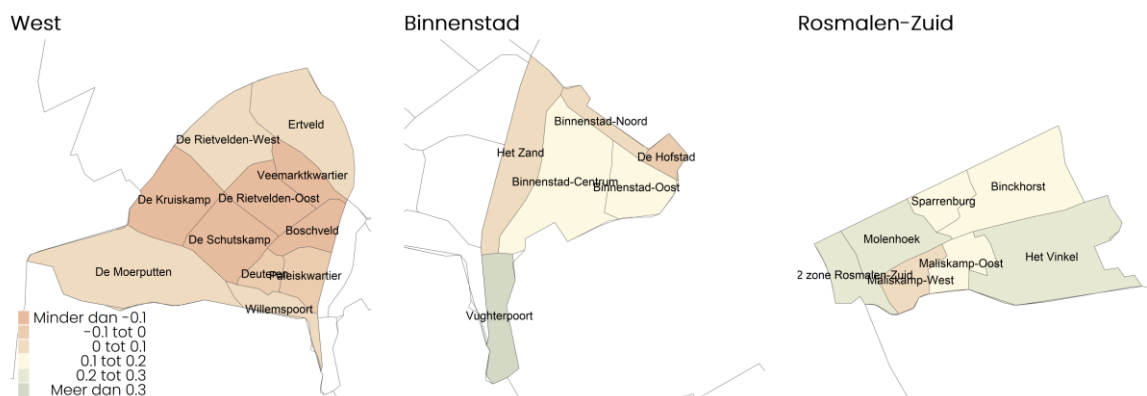 West
Ertveld
De Rietvelden-West
Veemarktkwartier
De Kruiskamp
De Rietvelden-Oost
Boschveld
De Schutskamp
De Moerputten
Deuteren
Paleiskwartier
Willemspoort
Minder dan -0.1
-0.1 tot 0
0 tot 0.1
0.1 tot 0.2
0.2 tot 0.3
Meer dan 0.3
Binnenstad
Binnenstad-Noord
Het Zand
De Hofstad
Binnenstad-Centrum
Binnenstad-Oost
Vughterpoort
Rosmalen-Zuid
Binckhorst
Sparrenburg
Molenhoek
Maliskamp-Oost
Het Vinkel
2 zone Rosmalen-Zuid
Maliskamp-West